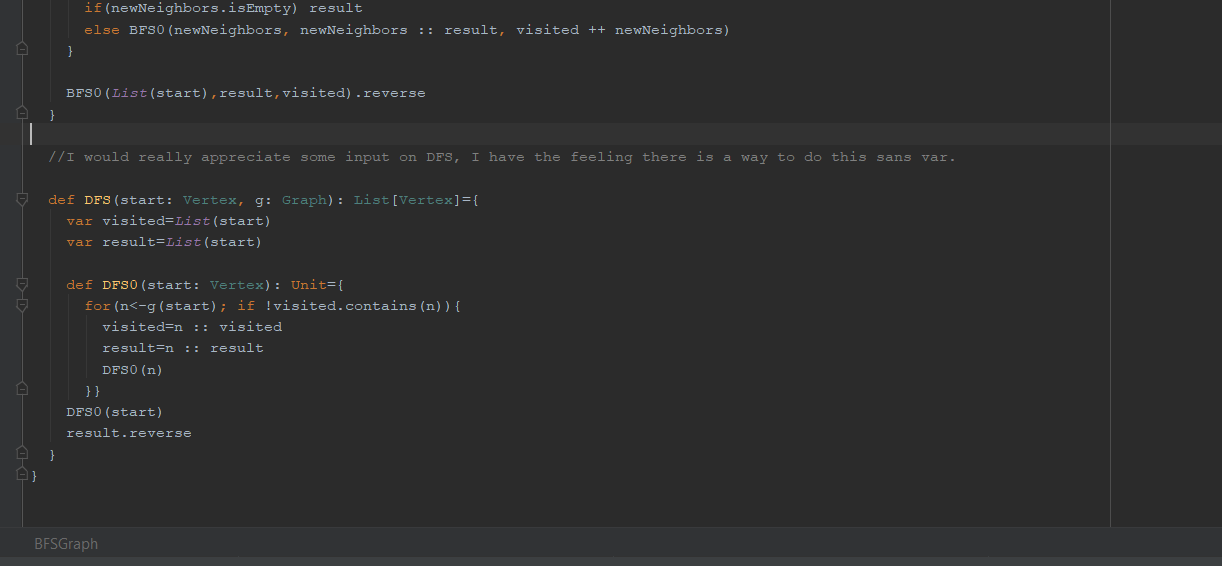 if(newNeighbors.isEmpty) result
else BFS0(newNeighbors, newNeighbors :: result, visited ++ newNeighbors)
}
BFS0(List(start),result,visited).reverse
}
//I would really appreciate some input on DFS, I have the feeling there is a way to do this sans var.
def DFS(start: Vertex, g: Graph): List[Vertex]={
var visited=List(start)
var result=List(start)
def DFS0(start: Vertex): Unit={
for(n<-g(start); if !visited.contains(n)){
visited=n :: visited
result=n :: result
DFS0(n)
}}
DFS0(start)
result.reverse
}
}
BFSGraph